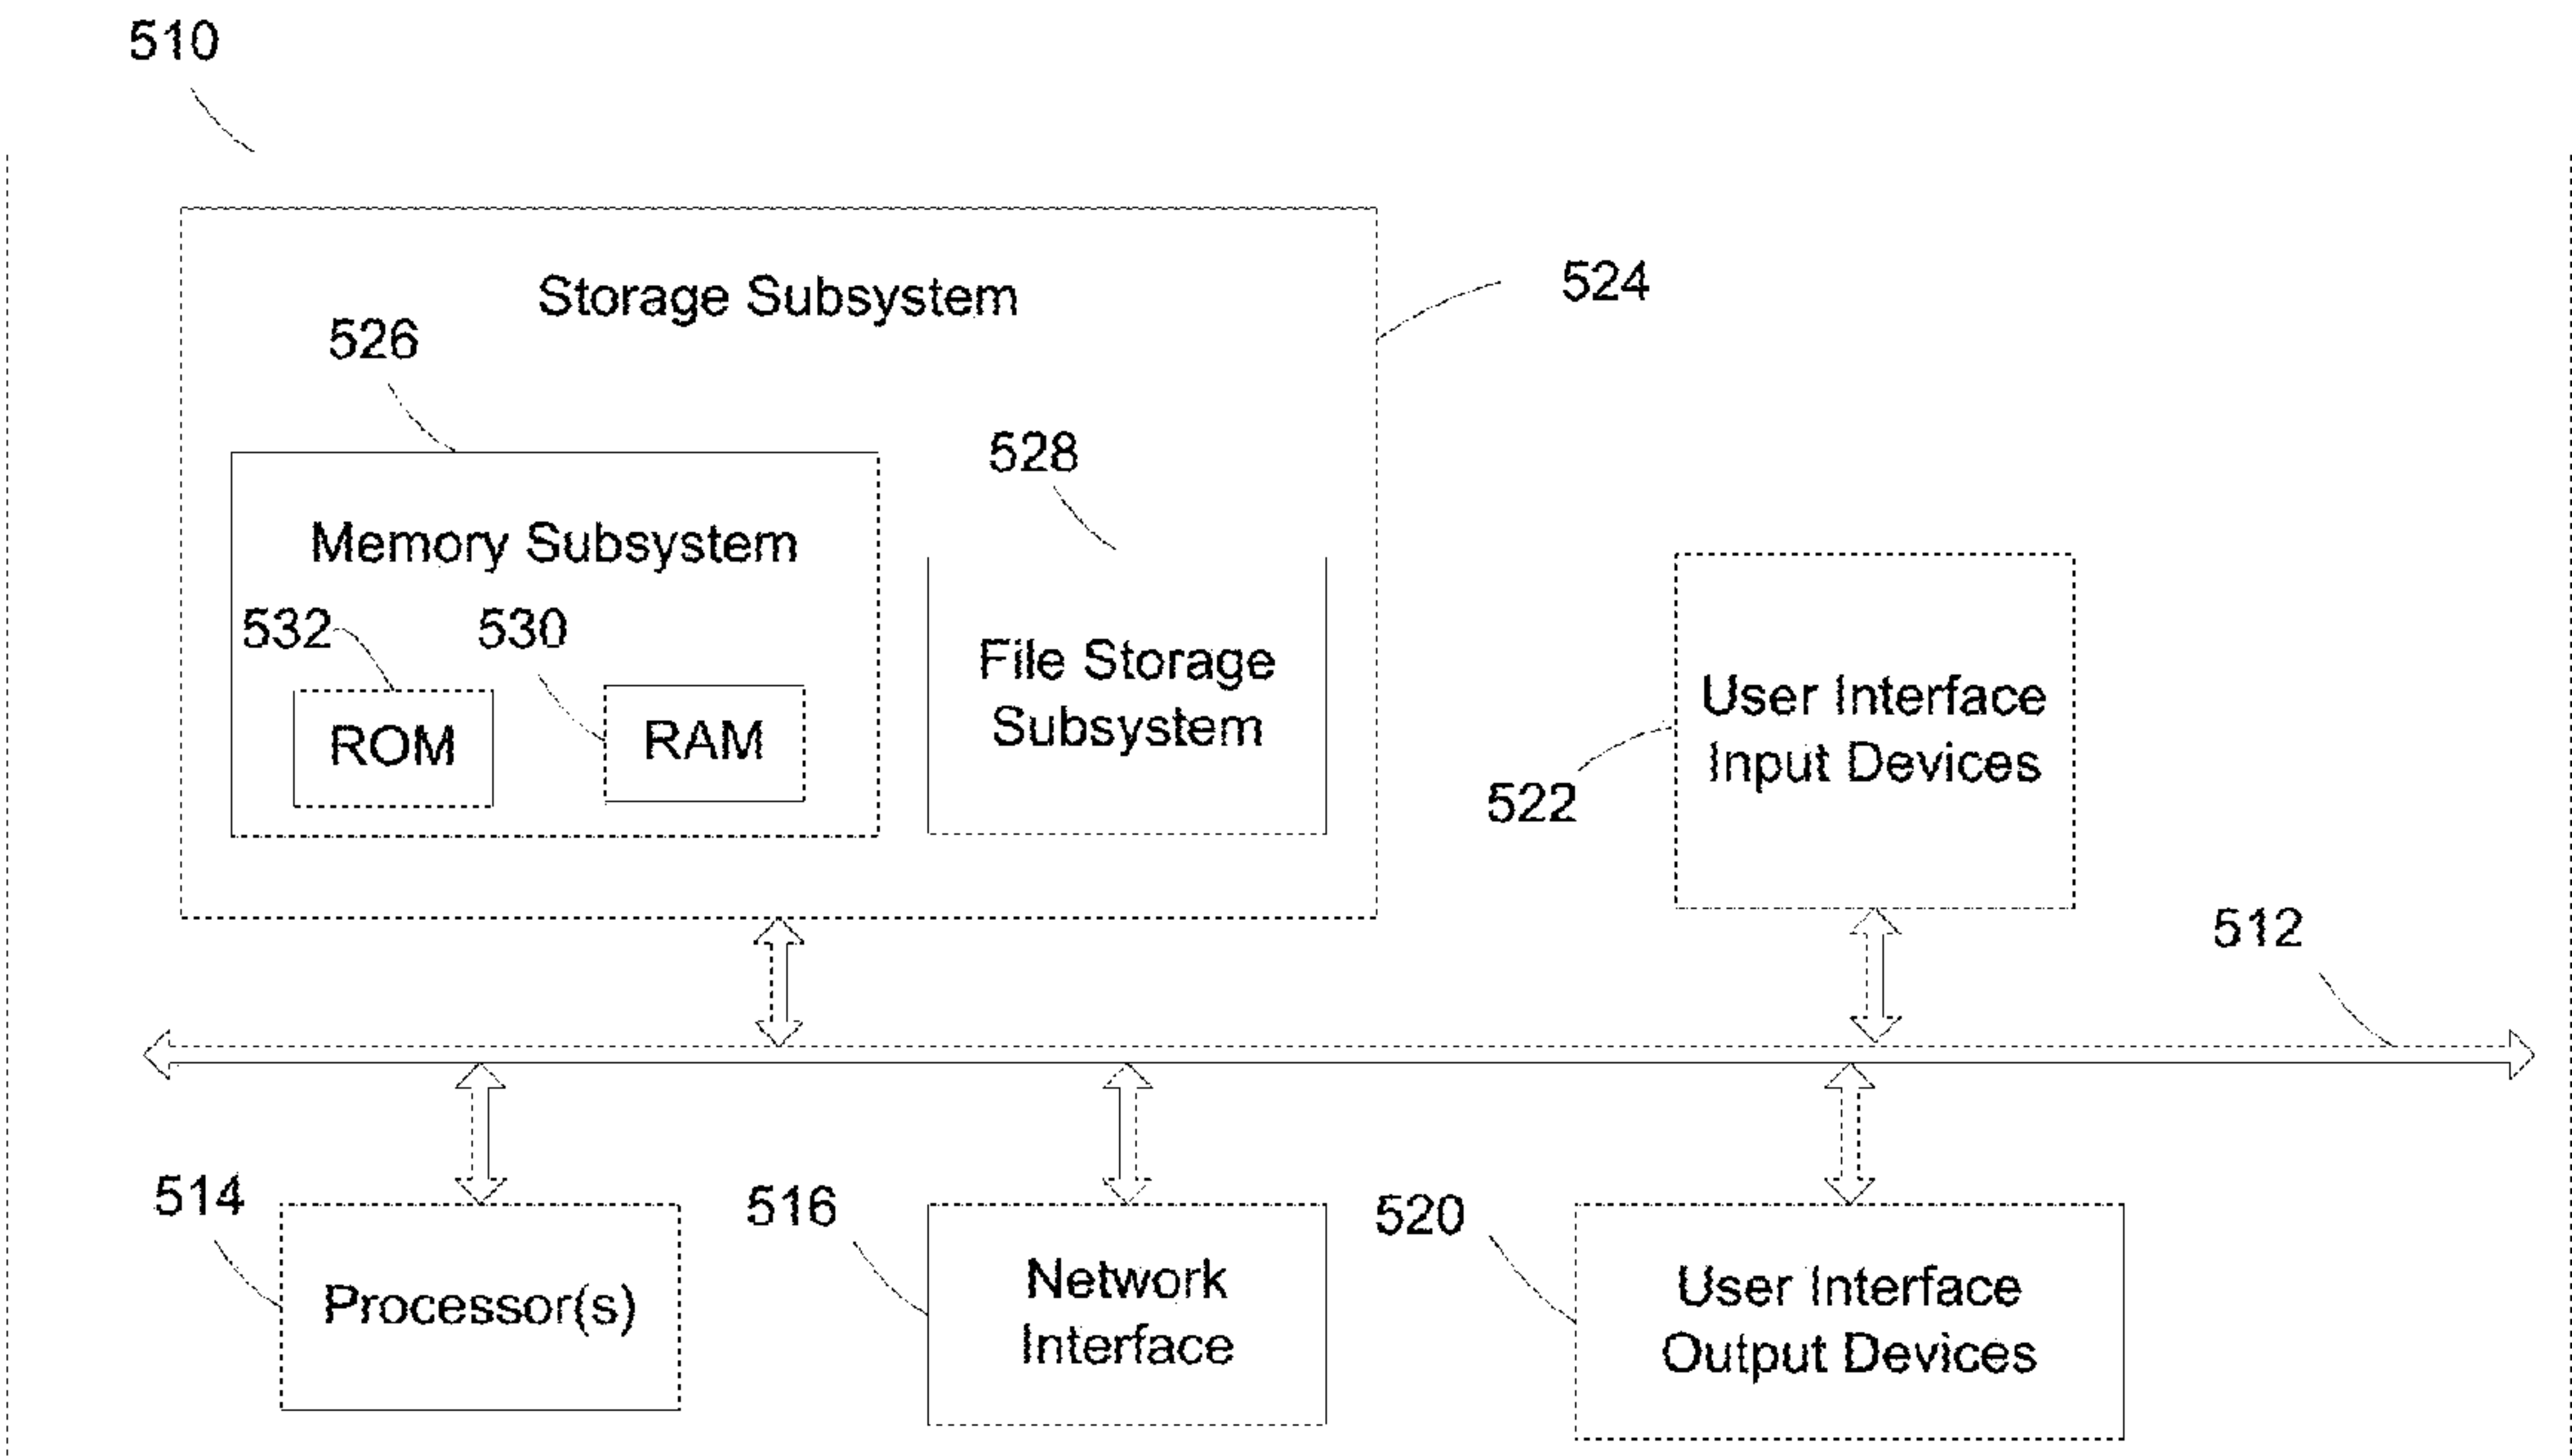 510
Storage Subsystem
524
526
528
Memory Subsystem
532
530
File Storage
Subsystem
ROM
RAM
User Interface
Input Devices
522
512
514
516
520
Processor(s)
Network
Interface
User Interface
Output Devices